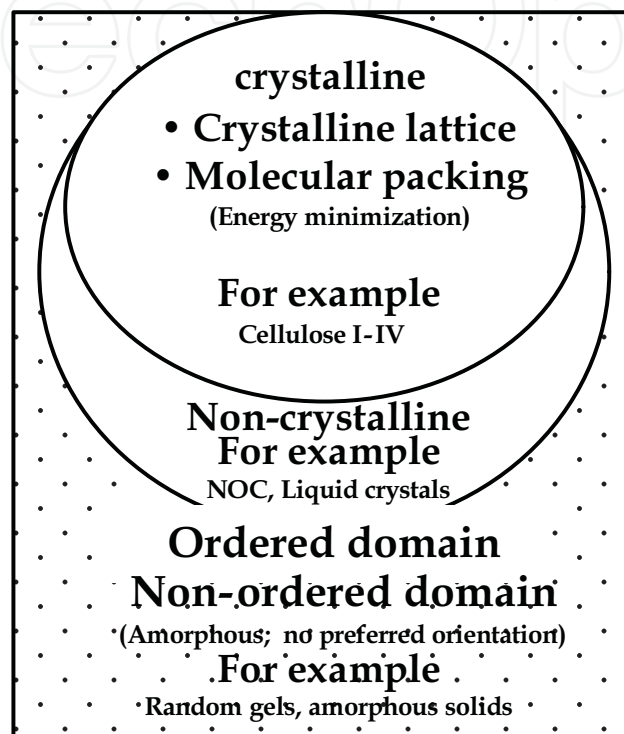 crystalline
• Crystalline lattice
• Molecular packing
(Energy minimization)
For example
Cellulose I-IV
Non-crystalline
For example
NOC, Liquid crystals
Ordered domain
Non-ordered domain
(Amorphous; no preferred orientation)
For example
Random gels, amorphous solids